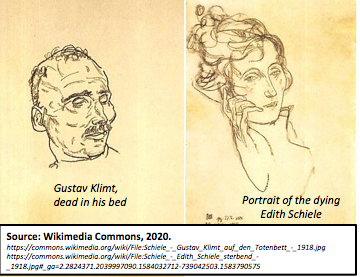 Gustav Klimt,
dead in his bed
Portrait of the dying
Edith Schiele
Source: Wikimedia Commons, 2020.
https://commons.wikimedia.org/wiki/File:Schiele_-_Gustav_Klimt_auf_den_Totenbett_-_1918.jpg
https://commons.wikimedia.org/wiki/File:Schiele_-_Edith_Schiele_sterbend_-
_1918.jpg#_ga=2.2824371.2039997090.1584032712-739042503.1583790575